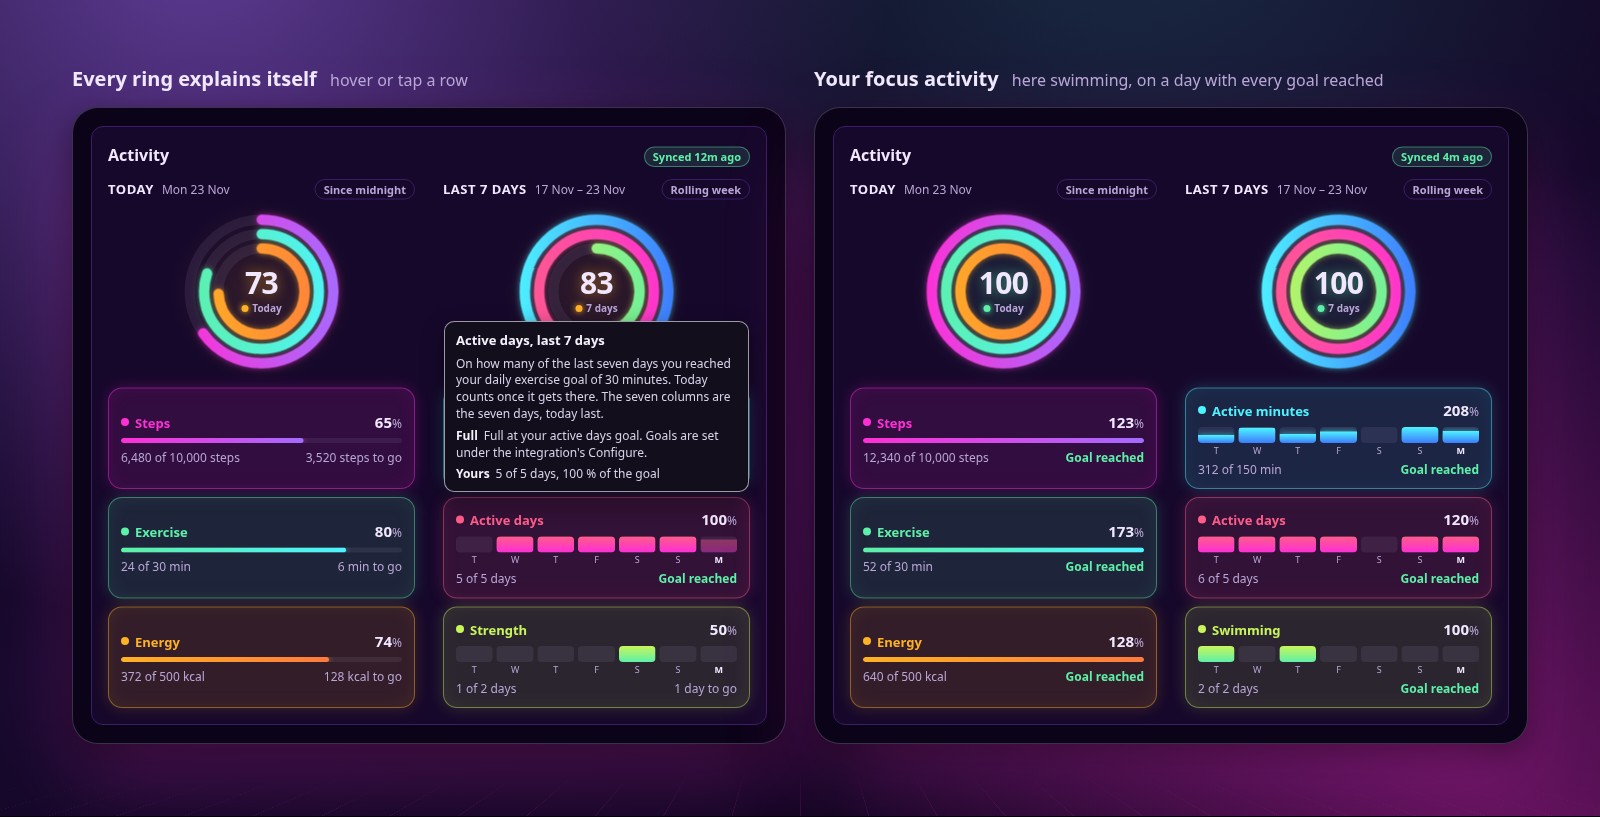 Every ring explains itself hover or tap a row
Activity
Synced 12m ago
TODAY Mon 23 Nov
Since midnight
LAST 7 DAYS 17 Nov – 23 Nov
Rolling week
73
Today
83
7 days
Active days, last 7 days
On how many of the last seven days you reached
your daily exercise goal of 30 minutes. Today
counts once it gets there. The seven columns are
the seven days, today last.
Full Full at your active days goal. Goals are set
under the integration's Configure.
Yours 5 of 5 days, 100 % of the goal
Steps 65%
6,480 of 10,000 steps 3,520 steps to go
Exercise 80%
24 of 30 min 6 min to go
Energy 74%
372 of 500 kcal 128 kcal to go
Active days 100%
T W T F S S M
5 of 5 days Goal reached
Strength 50%
T W T F S S M
1 of 2 days 1 day to go
Your focus activity here swimming, on a day with every goal reached
Activity
Synced 4m ago
TODAY Mon 23 Nov
Since midnight
LAST 7 DAYS 17 Nov – 23 Nov
Rolling week
100
Today
100
7 days
Steps 123%
12,340 of 10,000 steps Goal reached
Exercise 173%
52 of 30 min Goal reached
Energy 128%
640 of 500 kcal Goal reached
Active minutes 208%
T W T F S S M
312 of 150 min Goal reached
Active days 120%
T W T F S S M
6 of 5 days Goal reached
Swimming 100%
T W T F S S M
2 of 2 days Goal reached